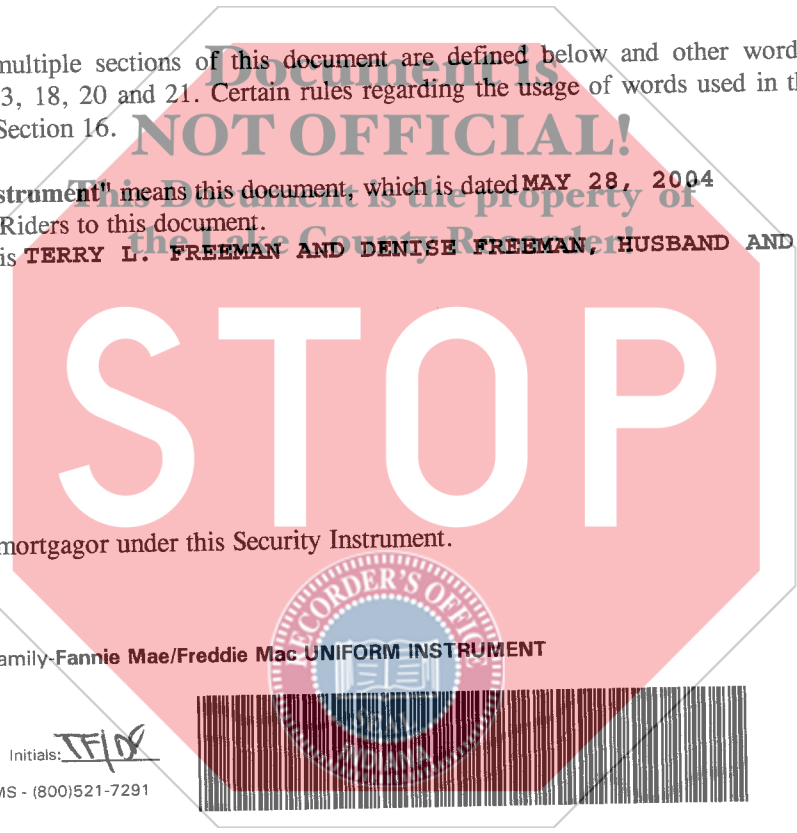 multiple sections of this document are defined below and other word
Document is
3, 18, 20 and 21. Certain rules regarding the usage of words used in t
NOT OFFICIAL!
Section 16.
strument" means this document, which is dated MAY 28, 2004
This Document is the property of
Riders to this document.
the Lake County Recorder!
is TERRY L. FREEMAN AND DENISE FREEMAN, HUSBAND AND
STOP
mortgagor under this Security Instrument.
RECORDER'S OFFICE
amily-Fannie Mae/Freddie Mac UNIFORM INSTRUMENT
SEAL
INDIANA
Initials: TF/DF
MS - (800)521-7291